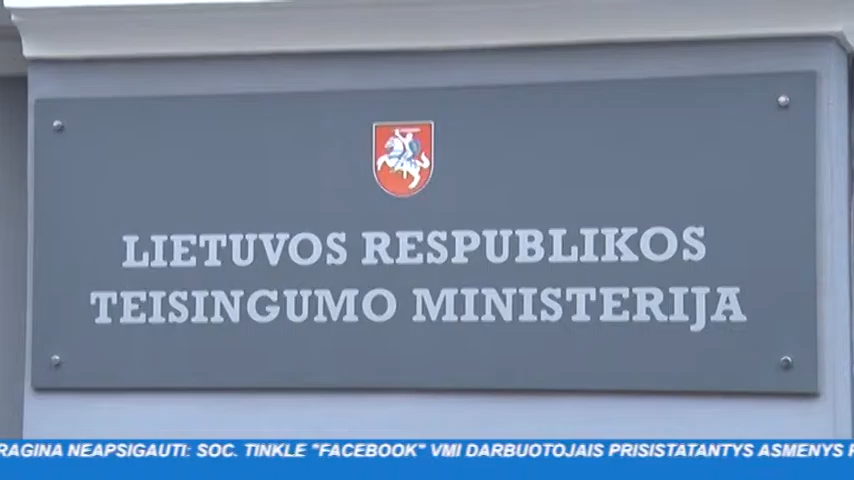 LIETUVOS RESPUBLIKOS
TEISINGUMO MINISTERIJA
RAGINA NEAPSIGAUTI: SOC. TINKLE "FACEBOOK" VMI DARBUOTOJAIS PRISISTATANTYS ASMENYS